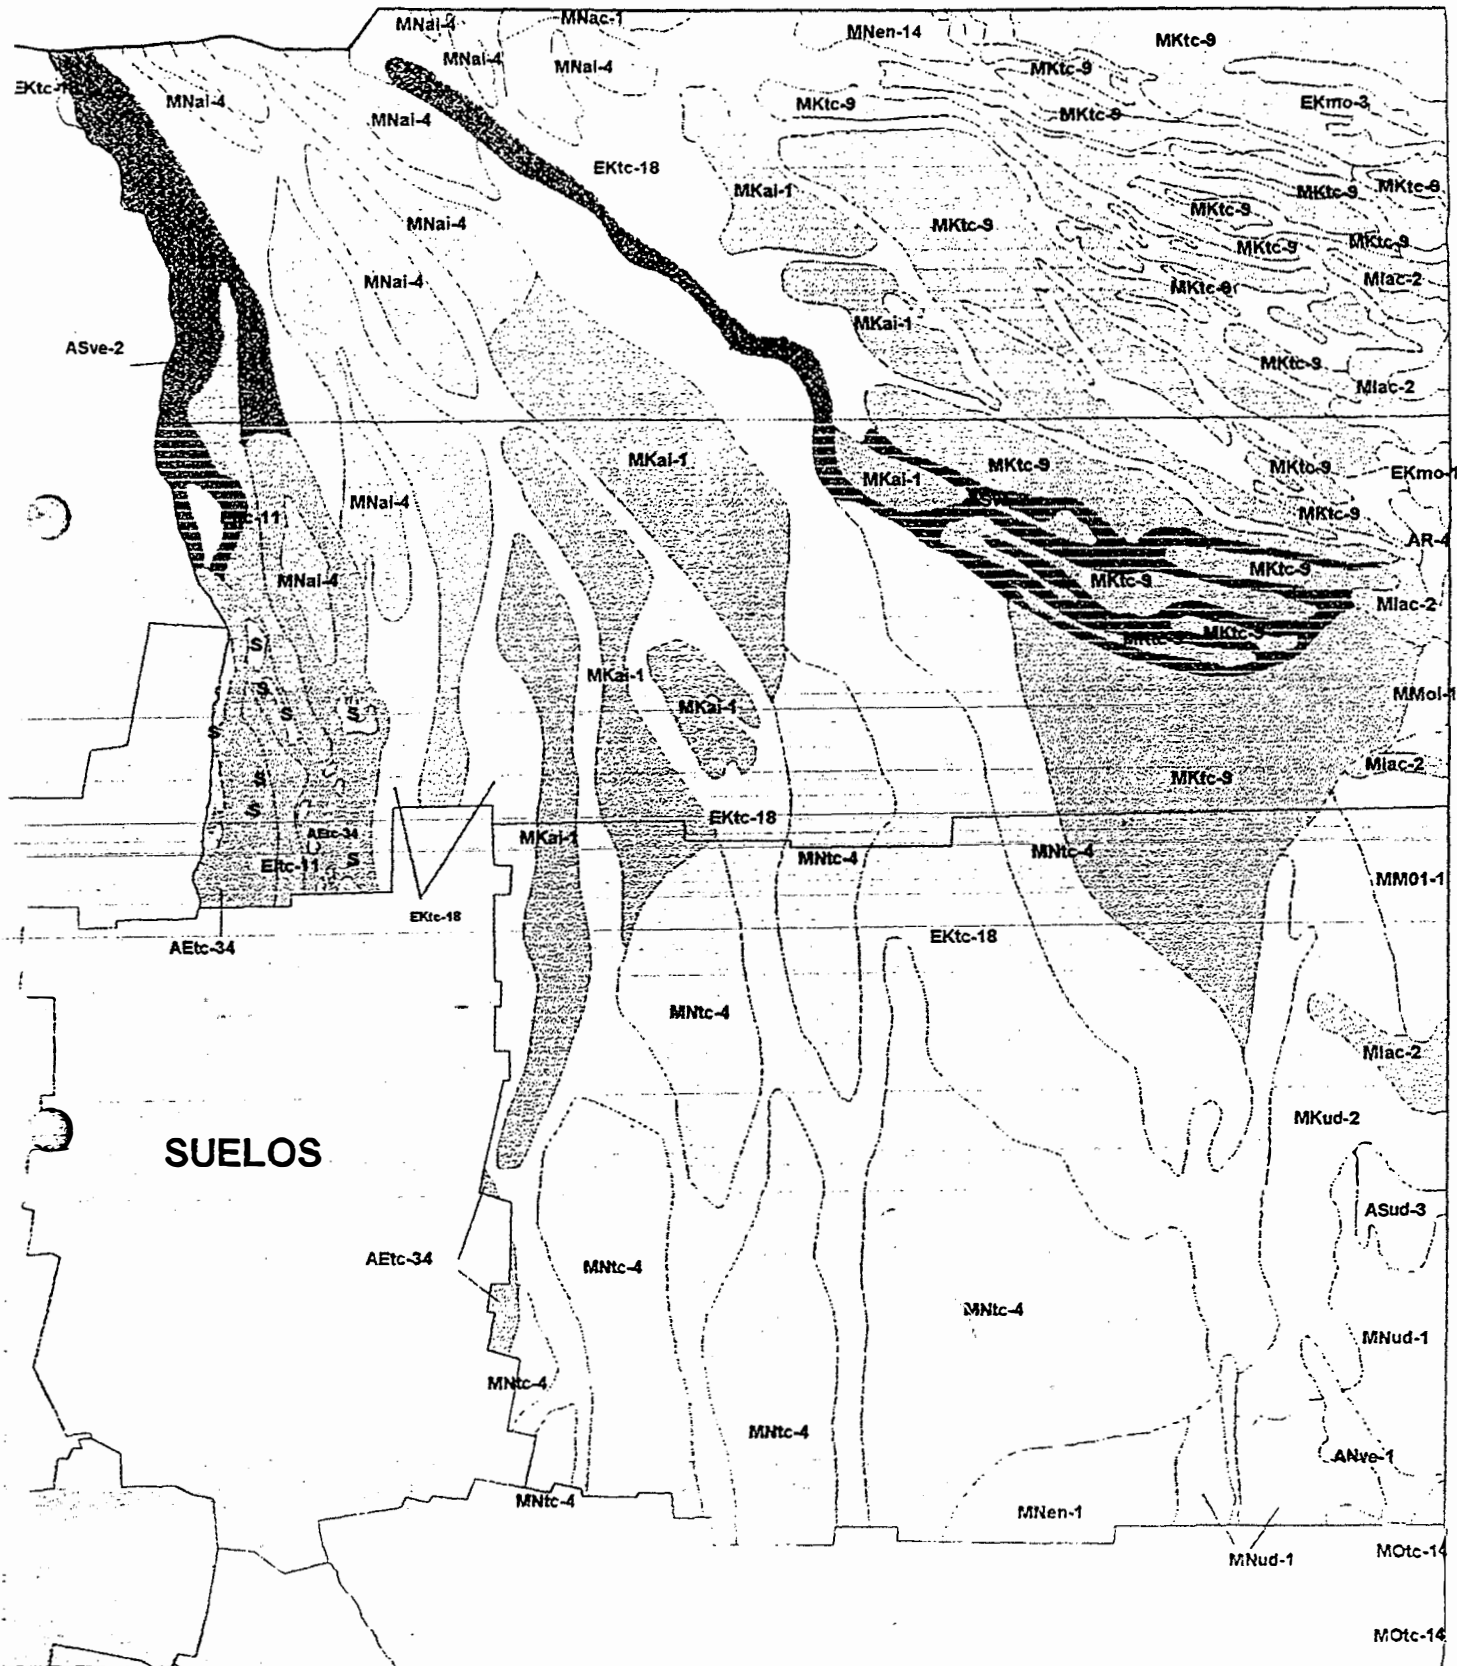 MNai-4
MNac-1
MNen-14
MKtc-9
MNai-4
MNai-4
MKtc-9
MNai-4
MKtc-9
EKmo-3
MNai-4
MKtc-9
EKtc-18
MKai-1
MKtc-9
MKtc-9
MKtc-9
MNai-4
MKtc-9
MKtc-9
MKtc-9
MNai-4
MIac-2
MKtc-9
MKai-1
ASve-2
MKtc-9
MIac-2
MKai-1
MKtc-9
MKtc-9
EKmo-1
MKai-1
MNai-4
MKtc-9
AR-4
MNai-4
MKtc-9
MKtc-9
MIac-2
MKtc-9
S
MKai-1
S
MMol-1
MKai-1
S
S
S
MIac-2
S
MKtc-9
S
EKtc-18
AEtc-34
MKai-1
MNtc-4
MNtc-4
S
EItc-11
MM01-1
EKtc-18
AEtc-34
EKtc-18
MNtc-4
MIac-2
MKud-2
SUELOS
ASud-3
AEtc-34
MNtc-4
MNtc-4
MNud-1
MNtc-4
MNtc-4
ANve-1
MNtc-4
MNen-1
MNud-1
MOtc-14
MOtc-14